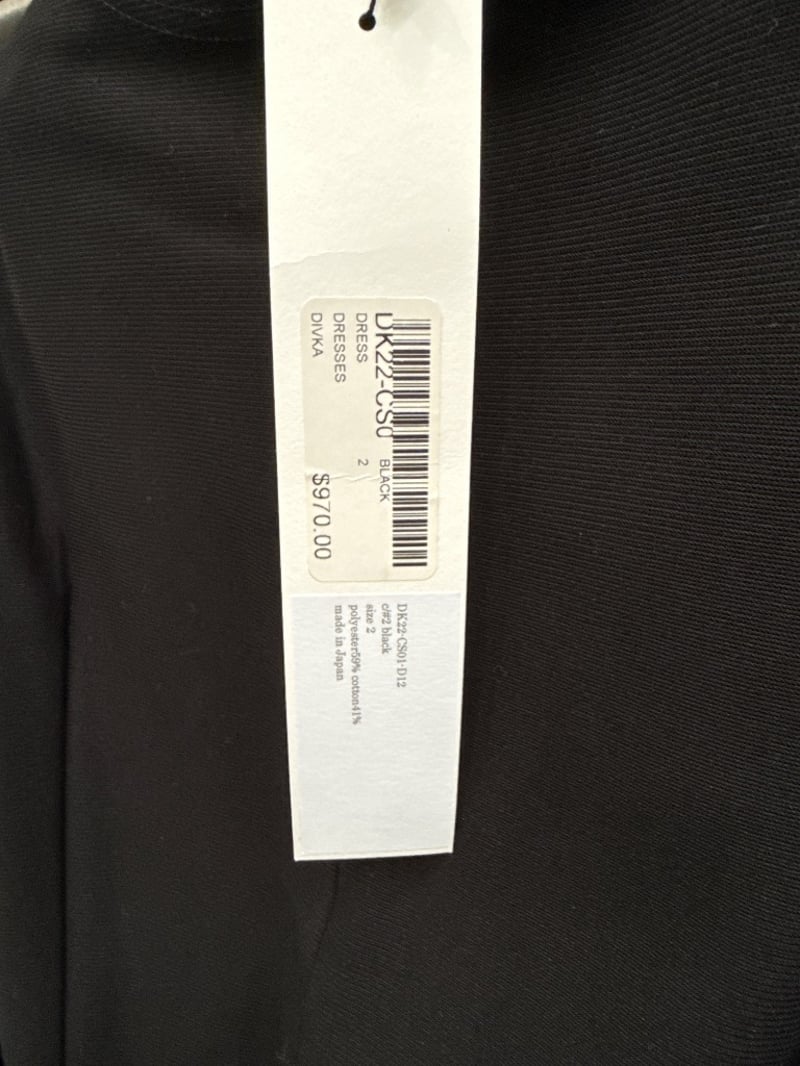 DK22-CS0
BLACK
DRESS
2
DRESSES
DIVKA
$970.00
DK22-CS01-D12
c/#2 black
size 2
polyester59% cotton41%
made in Japan